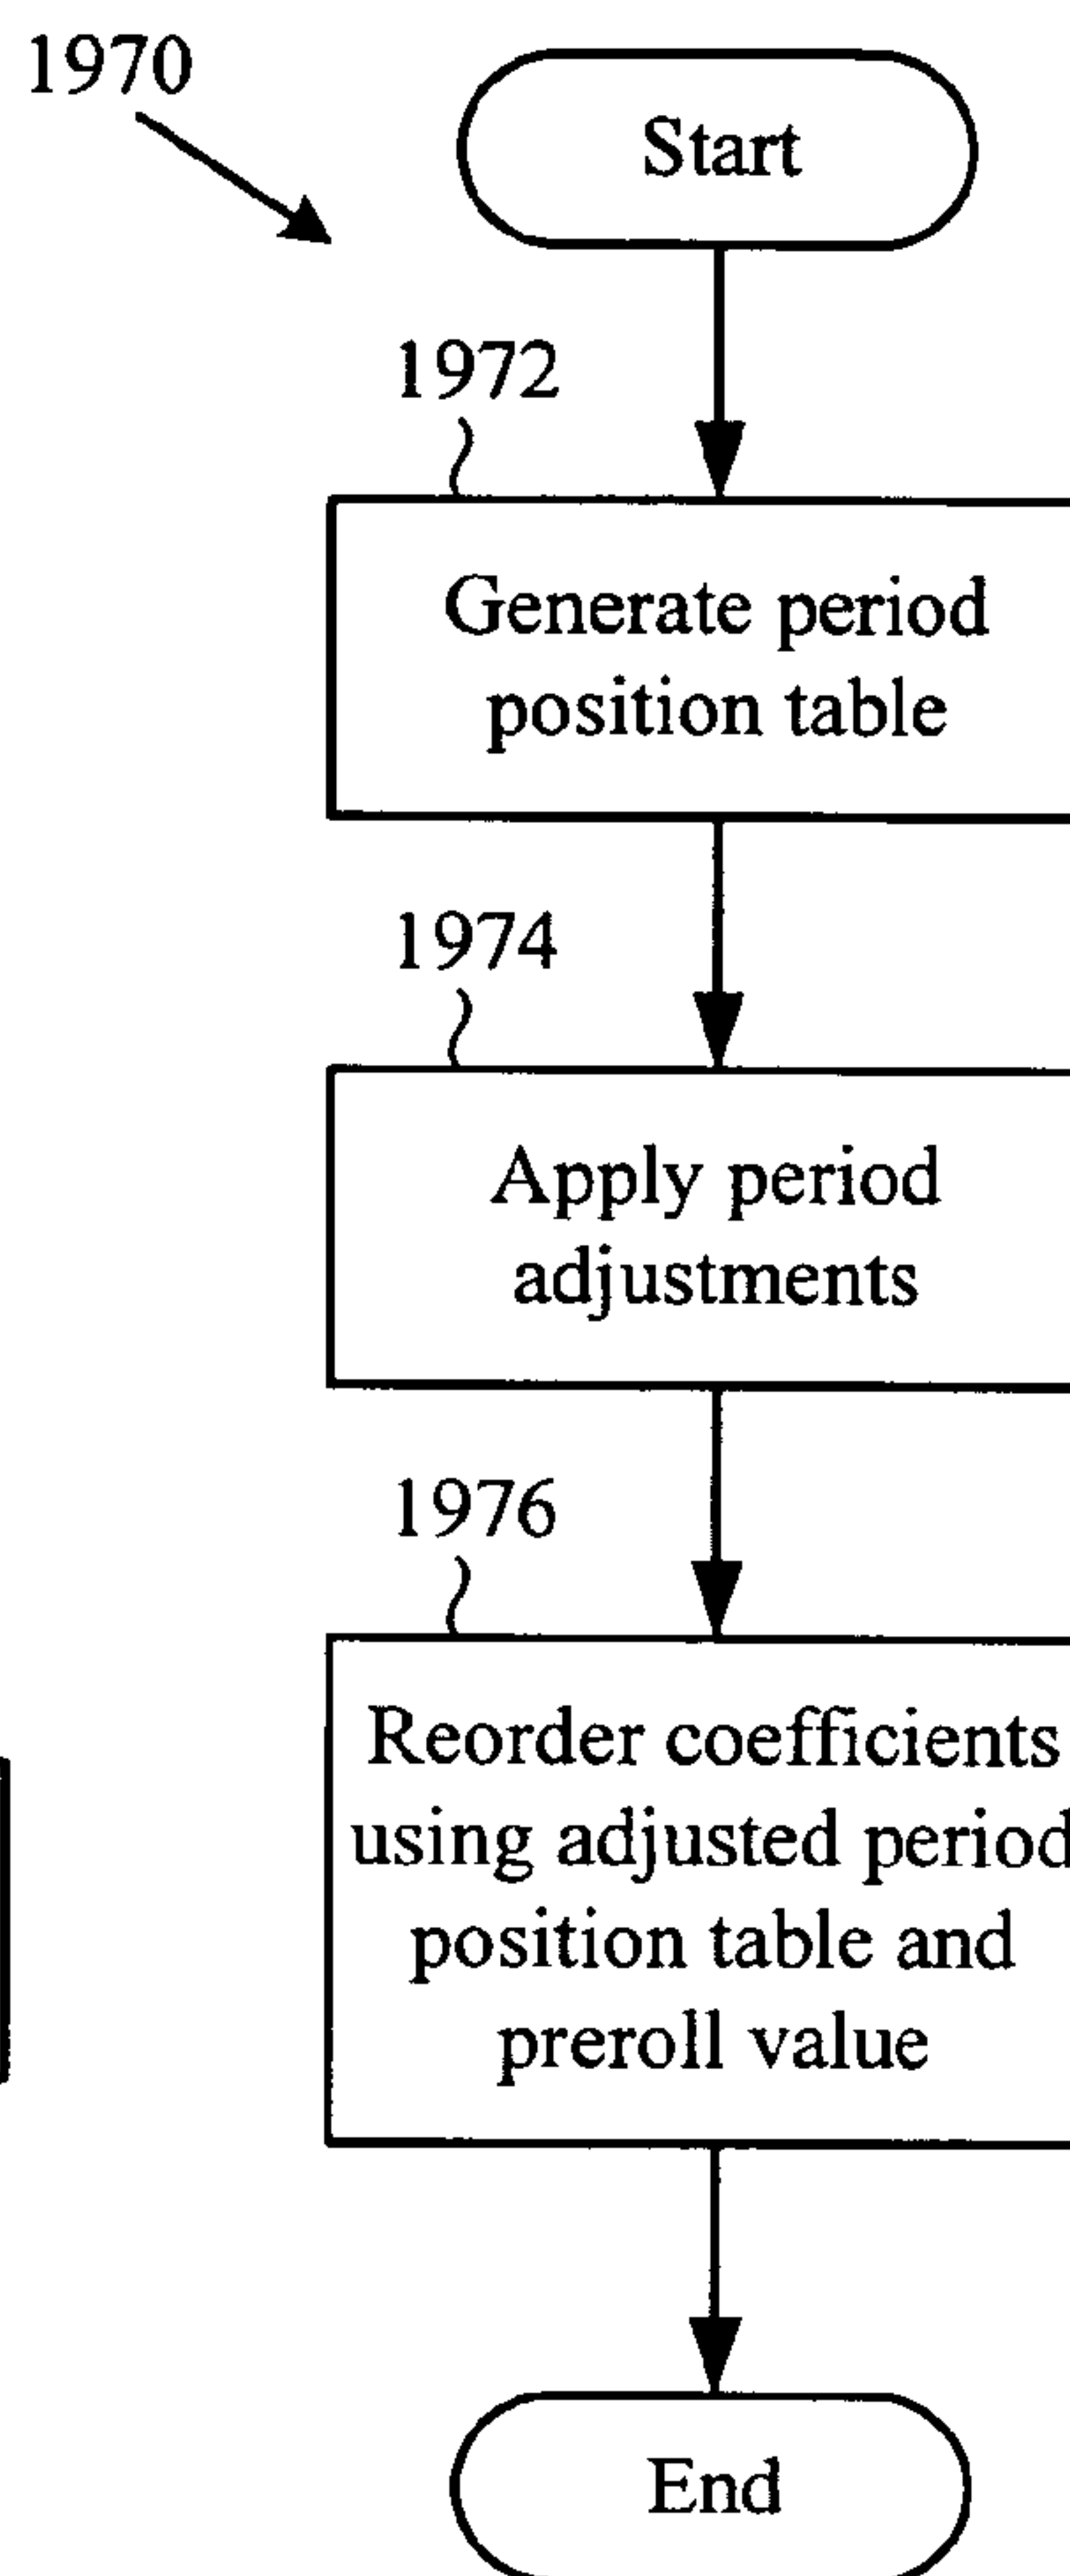 1970
Start
1972
Generate period
position table
1974
Apply period
adjustments
1976
Reorder coefficients
using adjusted period
position table and
preroll value
End